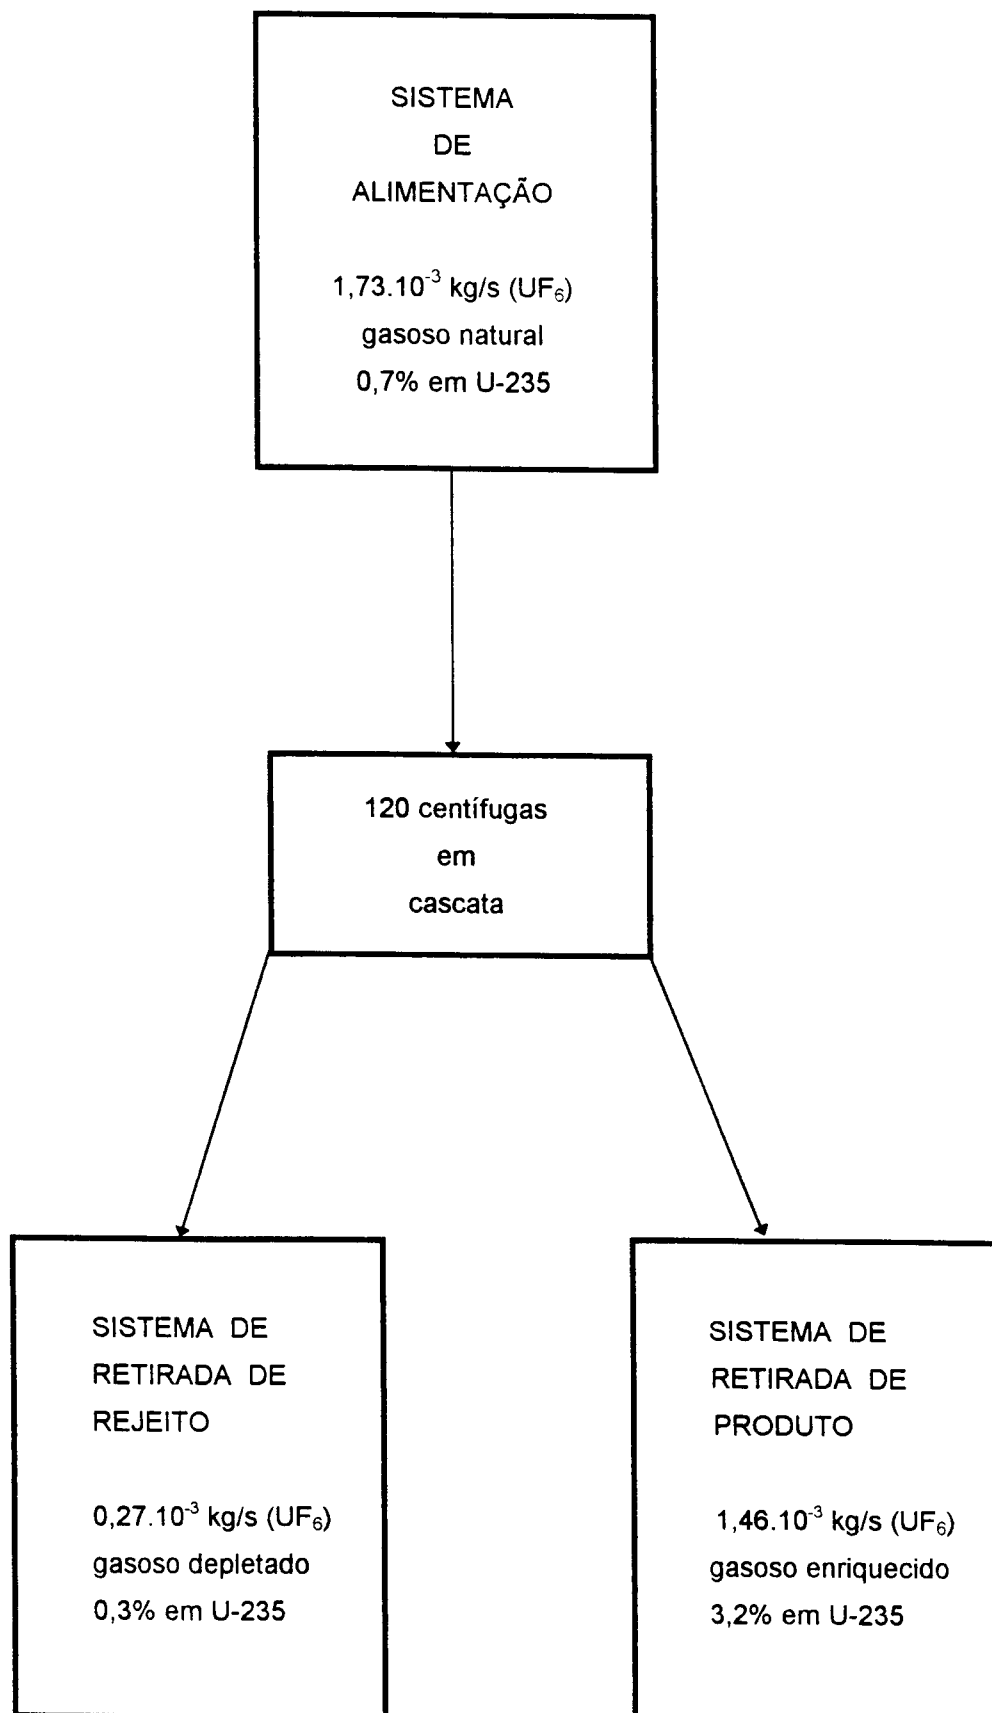 SISTEMA
DE
ALIMENTAÇÃO
1,73.10⁻³ kg/s (UF₆)
gasoso natural
0,7% em U-235
120 centífugas
em
cascata
SISTEMA DE
RETIRADA DE
REJEITO
0,27.10⁻³ kg/s (UF₆)
gasoso depletado
0,3% em U-235
SISTEMA DE
RETIRADA DE
PRODUTO
1,46.10⁻³ kg/s (UF₆)
gasoso enriquecido
3,2% em U-235